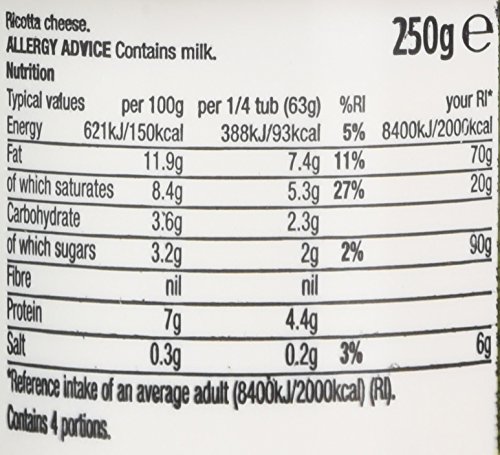 Ricotta cheese.
250g e
ALLERGY ADVICE Contains milk.
Nutrition
Typical values per 100g per 1/4 tub (63g) %RI your RI*
Energy 621kJ/150kcal 388kJ/93kcal 5% 8400kJ/2000kcal
Fat 11.9g 7.4g 11% 70g
of which saturates 8.4g 5.3g 27% 20g
Carbohydrate 3.6g 2.3g
of which sugars 3.2g 2g 2% 90g
Fibre nil nil
Protein 7g 4.4g
Salt 0.3g 0.2g 3% 6g
*Reference intake of an average adult (8400kJ/2000kcal) (RI).
Contains 4 portions.